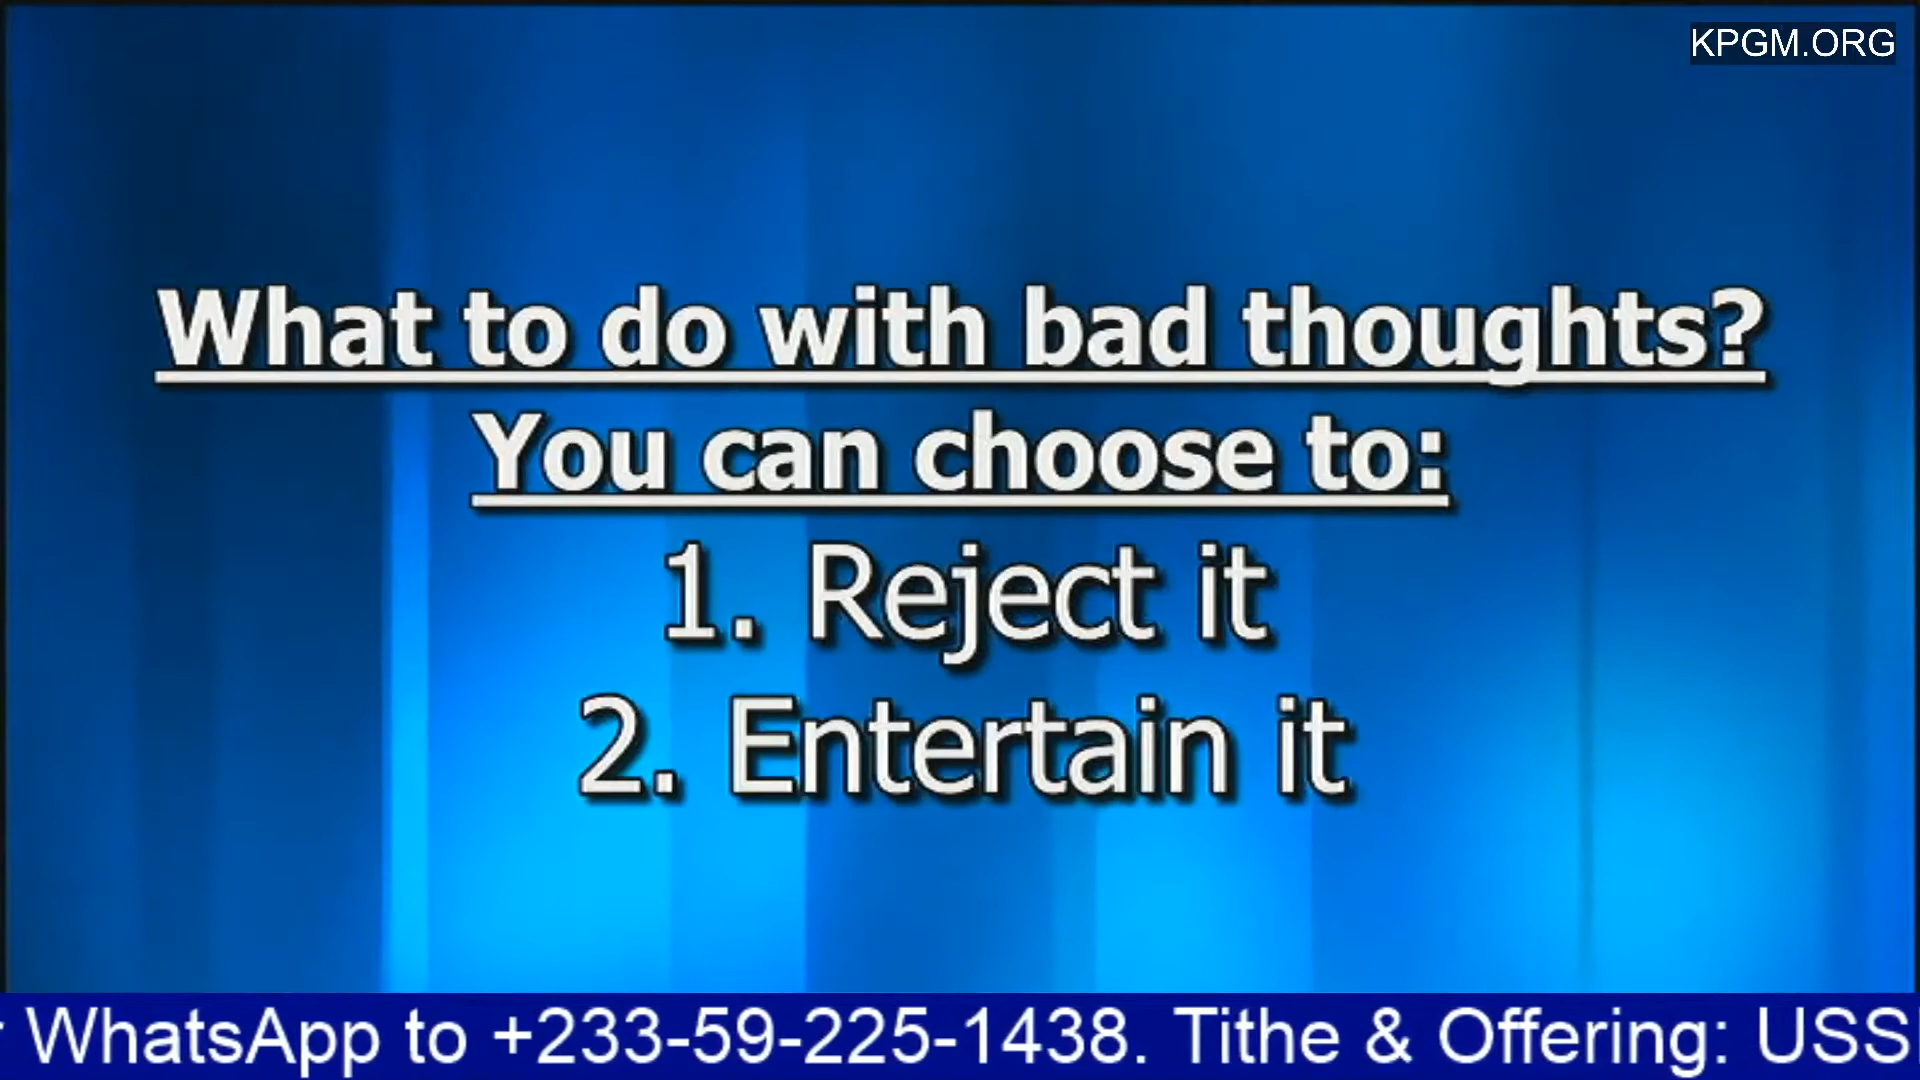 KPGM.ORG
What to do with bad thoughts?
You can choose to:
1. Reject it
2. Entertain it
WhatsApp to +233-59-225-1438. Tithe & Offering: USS